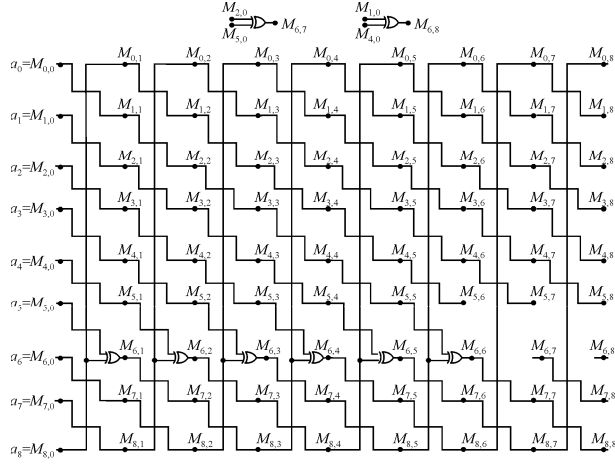 M2,0 M1,0
M6,7 M6,8
M5,0 M4,0
a0=M0,0 M0,1 M0,2 M0,3 M0,4 M0,5 M0,6 M0,7 M0,8
a1=M1,0 M1,1 M1,2 M1,3 M1,4 M1,5 M1,6 M1,7 M1,8
a2=M2,0 M2,1 M2,2 M2,3 M2,4 M2,5 M2,6 M2,7 M2,8
a3=M3,0 M3,1 M3,2 M3,3 M3,4 M3,5 M3,6 M3,7 M3,8
a4=M4,0 M4,1 M4,2 M4,3 M4,4 M4,5 M4,6 M4,7 M4,8
a5=M5,0 M5,1 M5,2 M5,3 M5,4 M5,5 M5,6 M5,7 M5,8
a6=M6,0 M6,1 M6,2 M6,3 M6,4 M6,5 M6,6 M6,7 M6,8
a7=M7,0 M7,1 M7,2 M7,3 M7,4 M7,5 M7,6 M7,7 M7,8
a8=M8,0 M8,1 M8,2 M8,3 M8,4 M8,5 M8,6 M8,7 M8,8